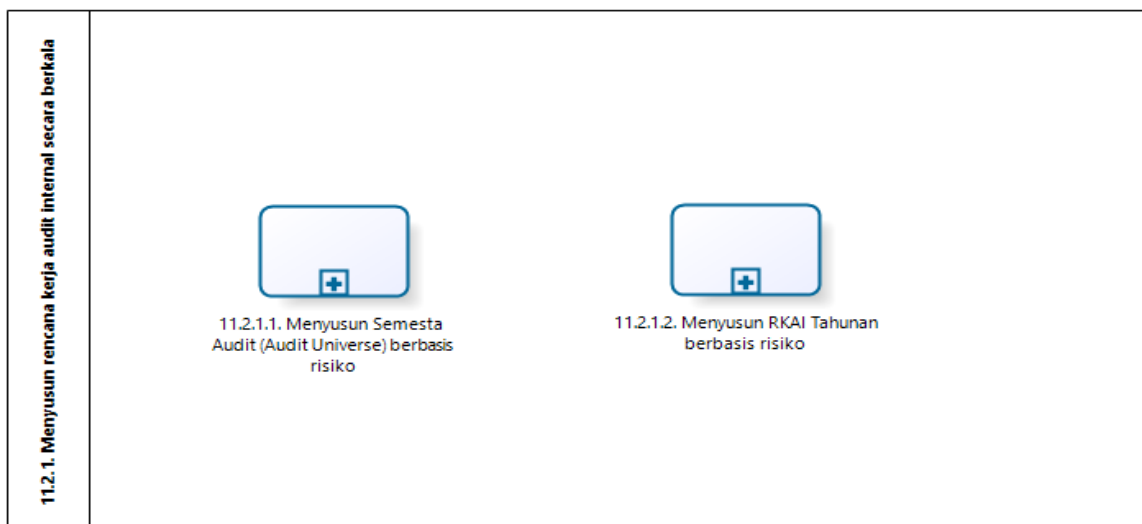 11.2.1. Menyusun rencana kerja audit internal secara berkala
11.2.1.1. Menyusun Semesta
Audit (Audit Universe) berbasis
risiko
11.2.1.2. Menyusun RKAI Tahunan
berbasis risiko